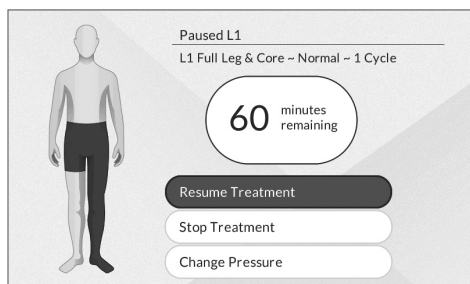 Paused L1
L1 Full Leg & Core ~ Normal ~ 1 Cycle
60 minutes
remaining
Resume Treatment
Stop Treatment
Change Pressure